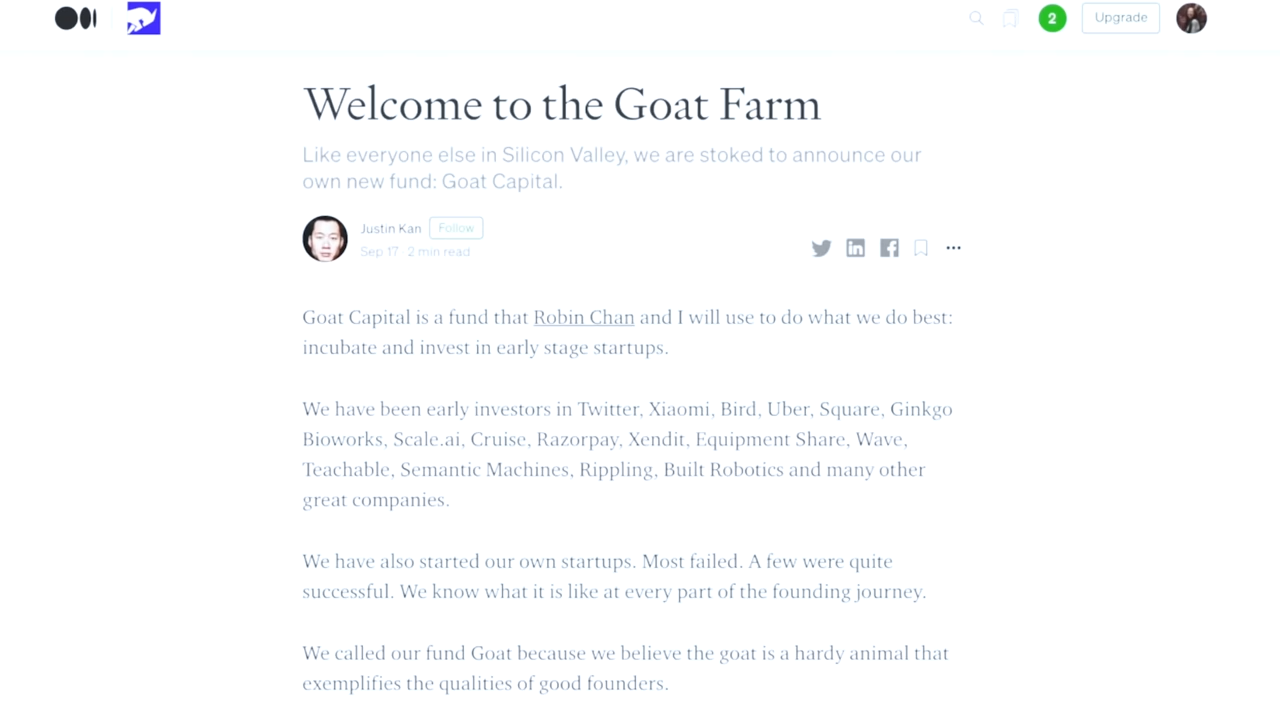 2
Upgrade
Welcome to the Goat Farm
Like everyone else in Silicon Valley, we are stoked to announce our
own new fund: Goat Capital.
Justin Kan Follow
Sep 17 2 min read
Goat Capital is a fund that Robin Chan and I will use to do what we do best:
incubate and invest in early stage startups.
We have been early investors in Twitter, Xiaomi, Bird, Uber, Square, Ginkgo
Bioworks, Scale.ai, Cruise, Razorpay, Xendit, Equipment Share, Wave,
Teachable, Semantic Machines, Rippling, Built Robotics and many other
great companies.
We have also started our own startups. Most failed. A few were quite
successful. We know what it is like at every part of the founding journey.
We called our fund Goat because we believe the goat is a hardy animal that
exemplifies the qualities of good founders.